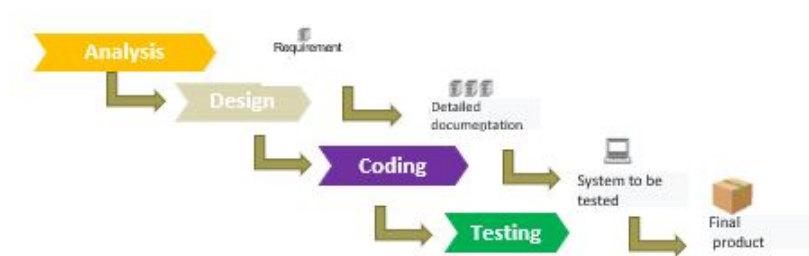 Analysis
Requirement
Design
Detailed
documentation
Coding
System to be
tested
Testing
Final
product